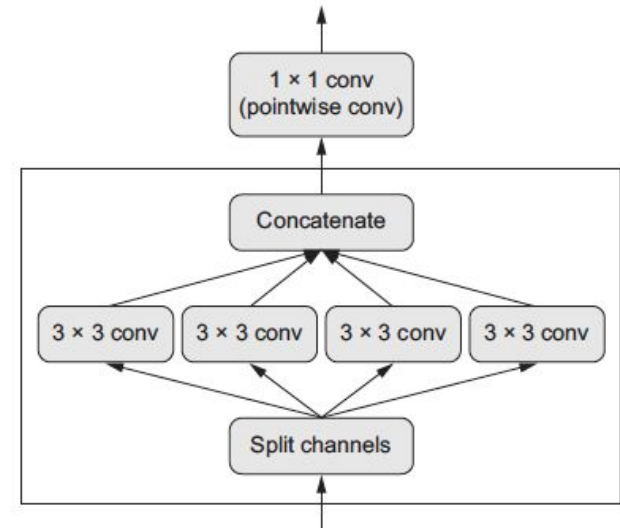 1 × 1 conv
(pointwise conv)
Concatenate
3 × 3 conv
3 × 3 conv
3 × 3 conv
3 × 3 conv
Split channels